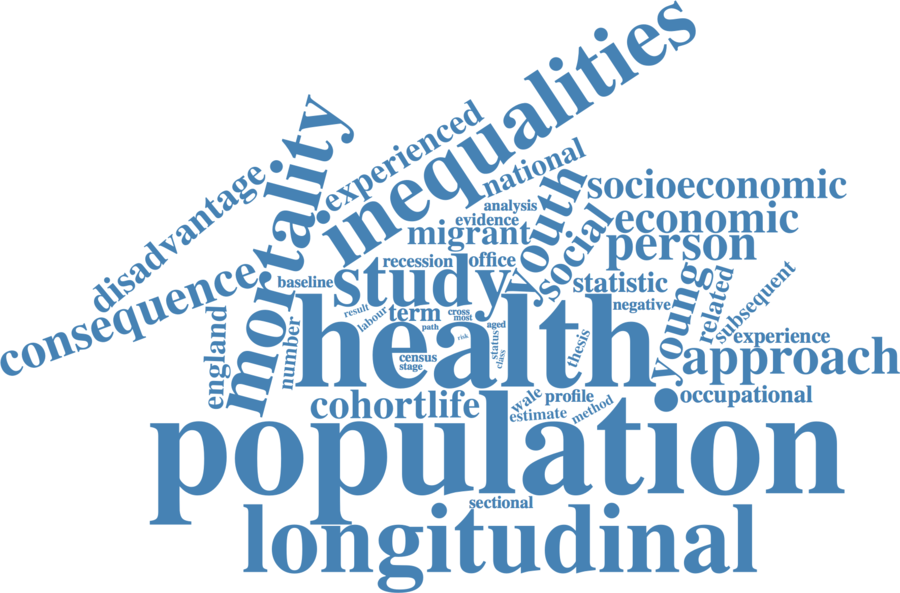 inequalities
mortality
experienced
national
disadvantage
youth
socioeconomic
analysis
evidence
social
economic
migrant
person
consequence
recession
office
study
baseline
statistic
young
related
subsequent
negative
health
result
labour
term
cross
most
path
aged
risk
status
class
thesis
england
number
census
stage
experience
approach
cohort
life
wale
profile
occupational
estimate
method
population
sectional
longitudinal